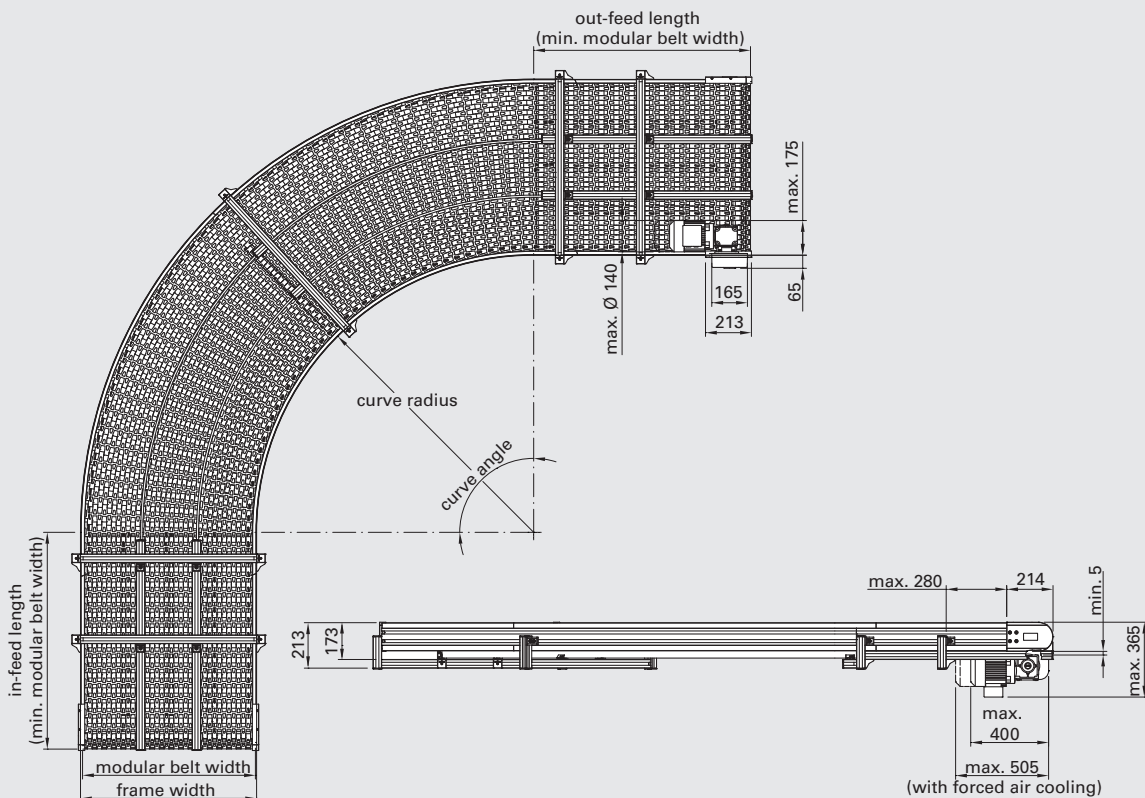 out-feed length
(min. modular belt width)
max. 175
65
max. Ø 140
165
213
curve radius
curve angle
in-feed length
(min. modular belt width)
modular belt width
frame width
max. 280
214
min. 5
213
173
max. 365
max.
400
max. 505
(with forced air cooling)